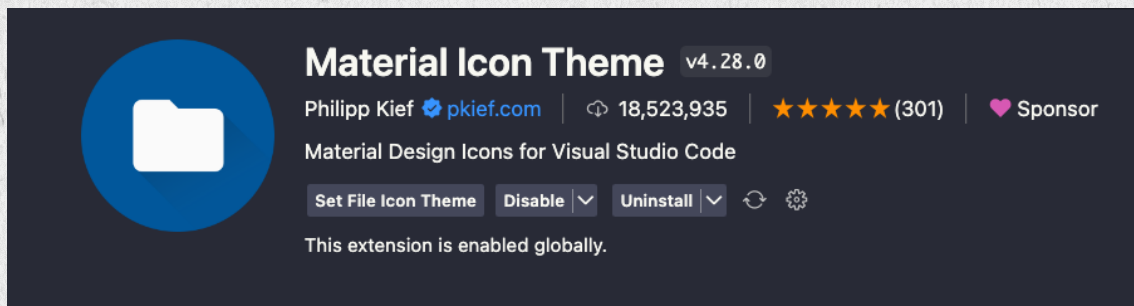 Material Icon Theme v4.28.0
Philipp Kief pkief.com 18,523,935 (301) Sponsor
Material Design Icons for Visual Studio Code
Set File Icon Theme Disable Uninstall
This extension is enabled globally.